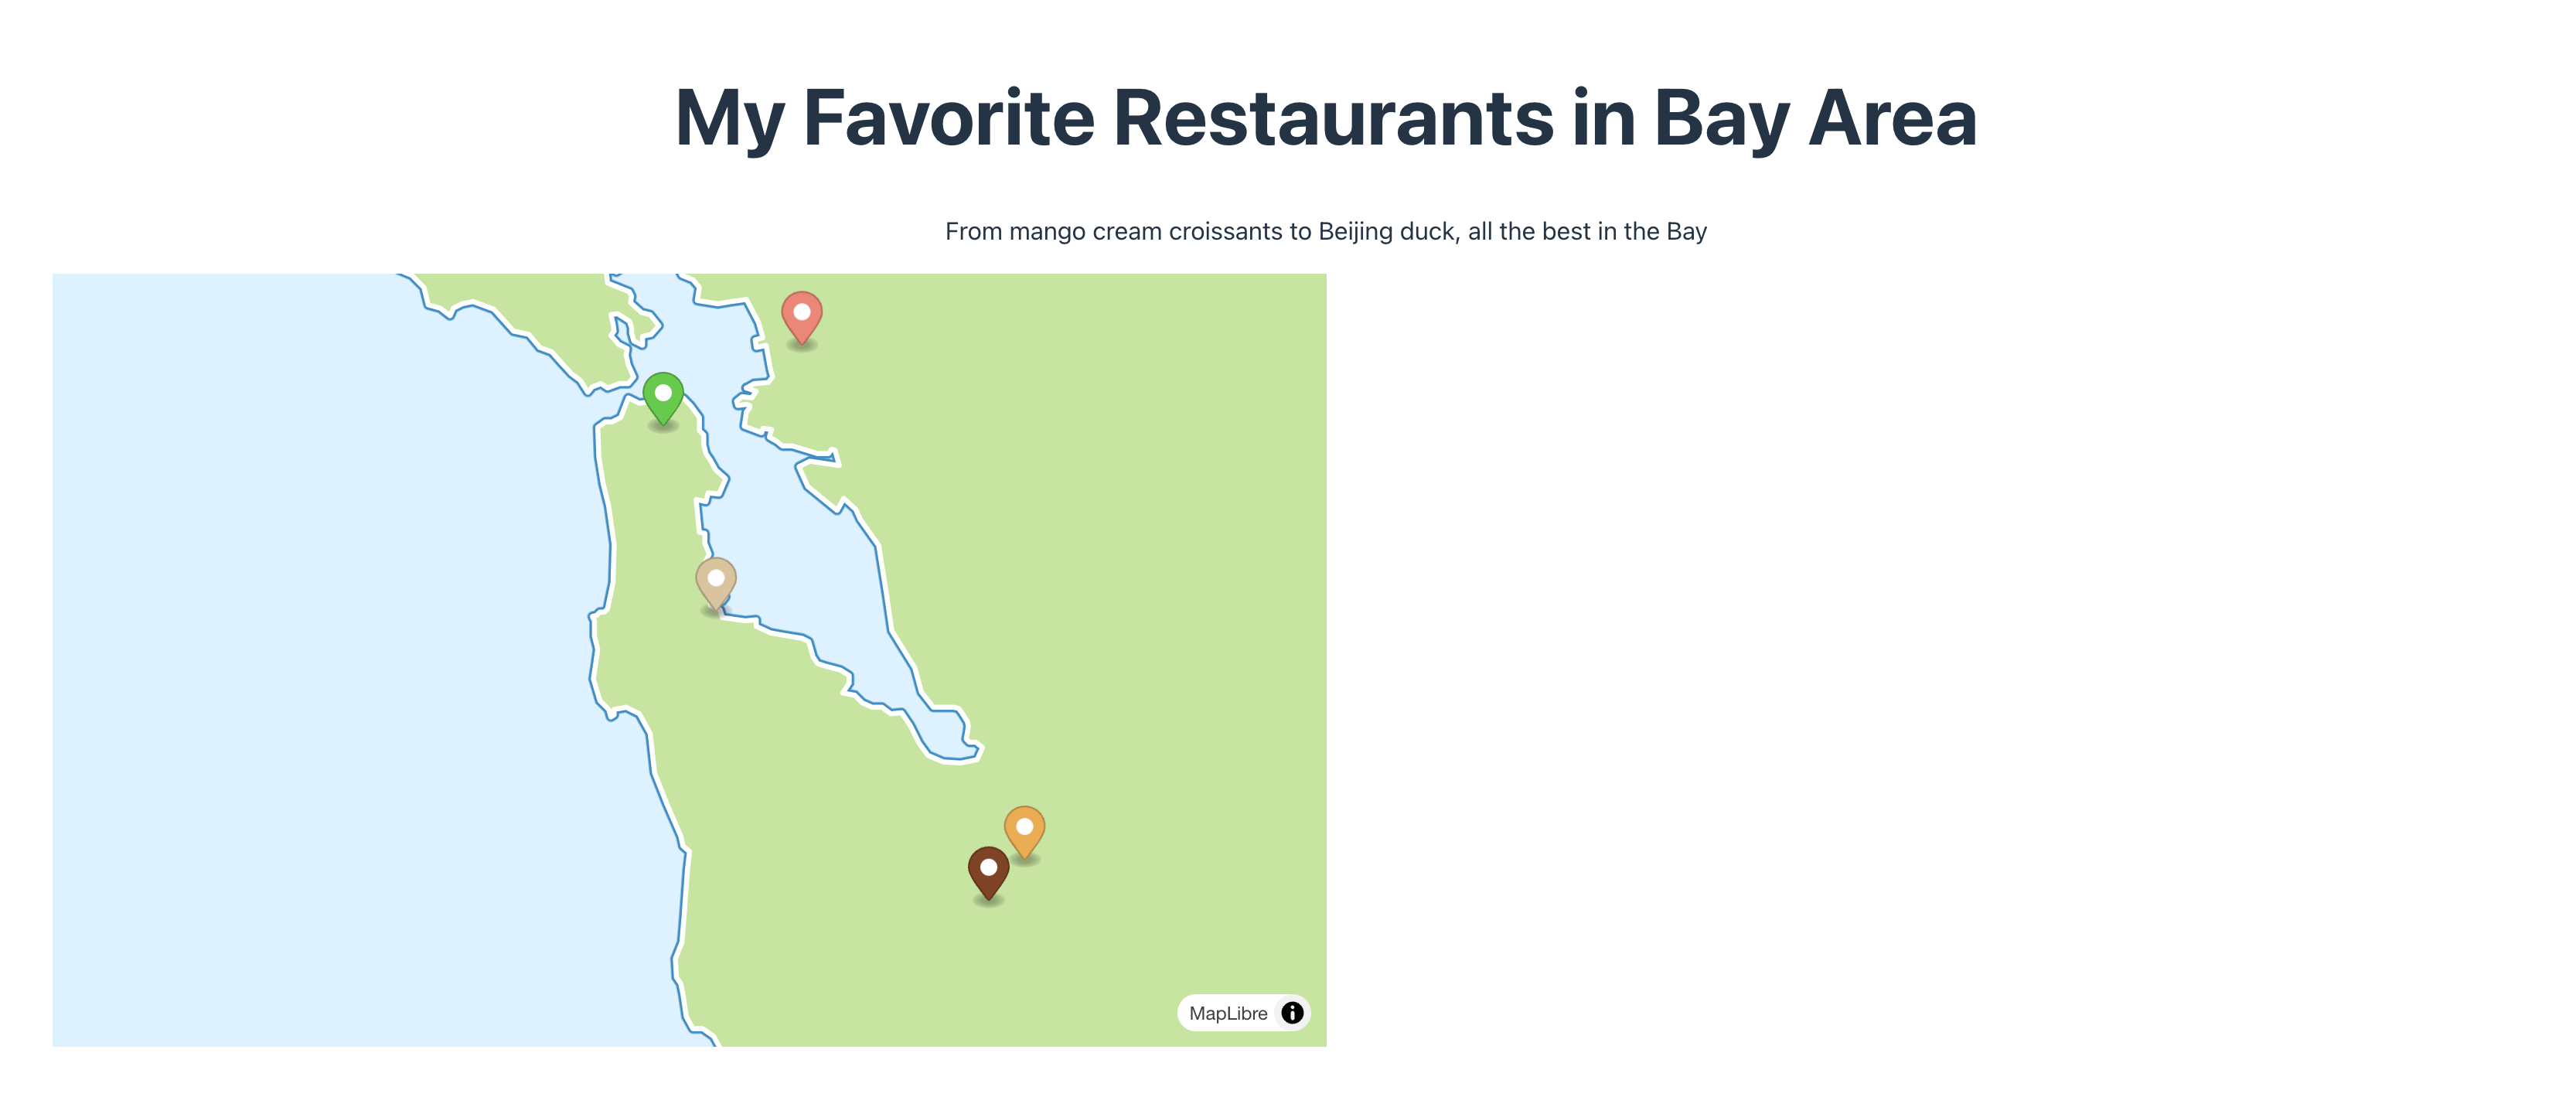 My Favorite Restaurants in Bay Area
From mango cream croissants to Beijing duck, all the best in the Bay
MapLibre